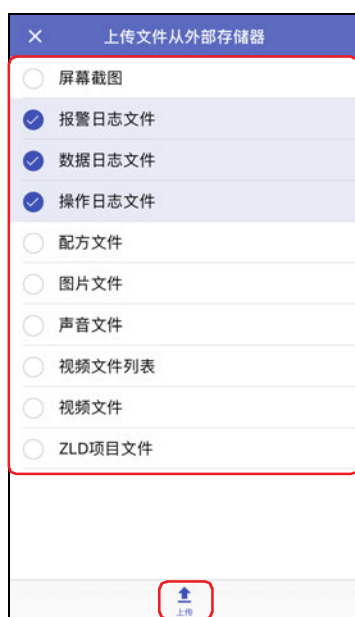 上传文件从外部存储器
屏幕截图
报警日志文件
数据日志文件
操作日志文件
配方文件
图片文件
声音文件
视频文件列表
视频文件
ZLD项目文件
上传